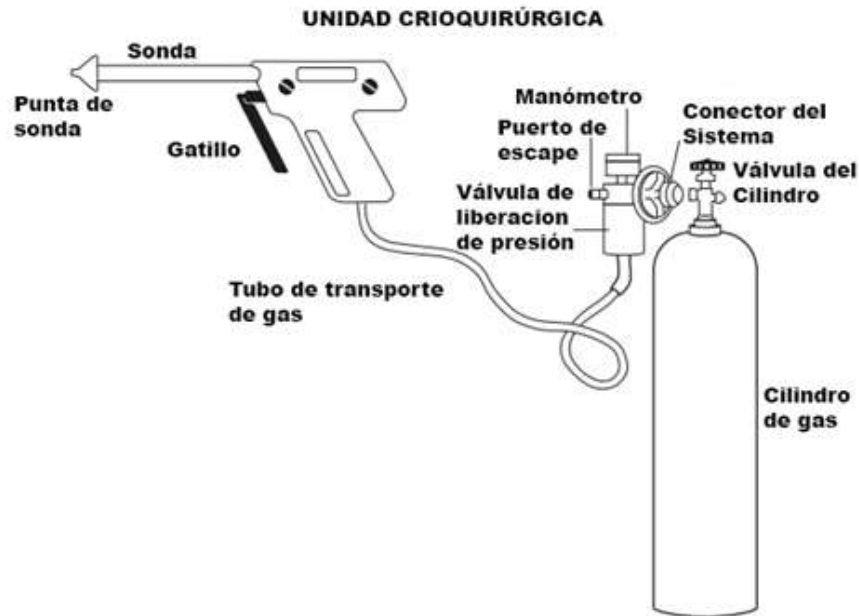 UNIDAD CRIOQUIRÚRGICA
Sonda
Punta de
sonda
Gatillo
Manómetro
Puerto de
escape
Conector del
Sistema
Válvula del
Cilindro
Válvula de
liberacion
de presión
Tubo de transporte
de gas
Cilindro
de gas